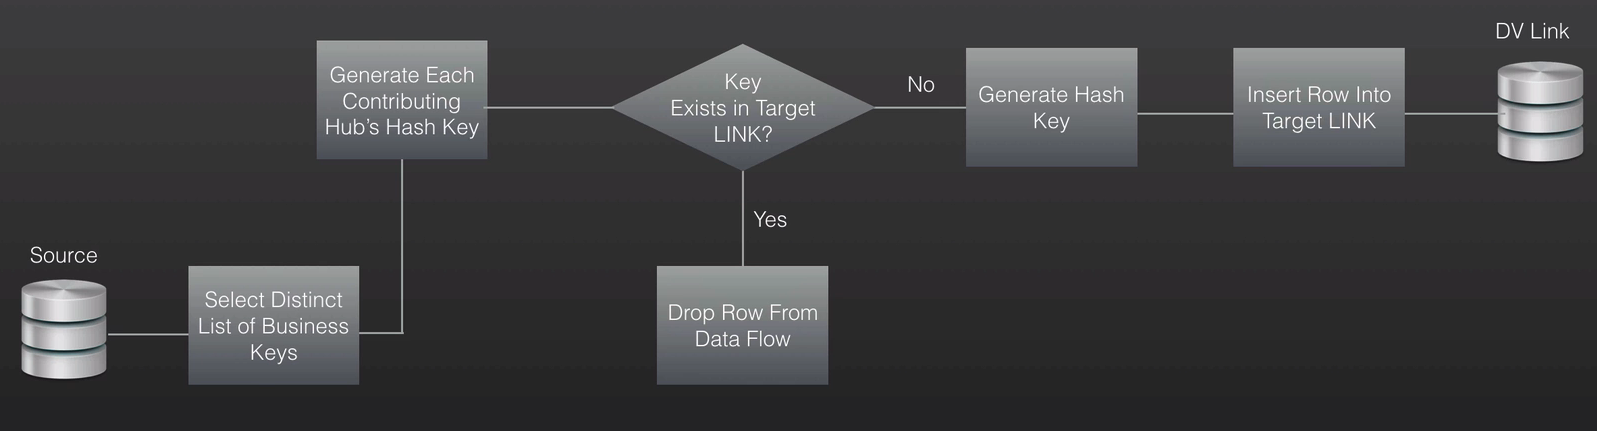 Source
Select Distinct
List of Business
Keys
Generate Each
Contributing
Hub's Hash Key
Key
Exists in Target
LINK?
Yes
Drop Row From
Data Flow
No
Generate Hash
Key
Insert Row Into
Target LINK
DV Link